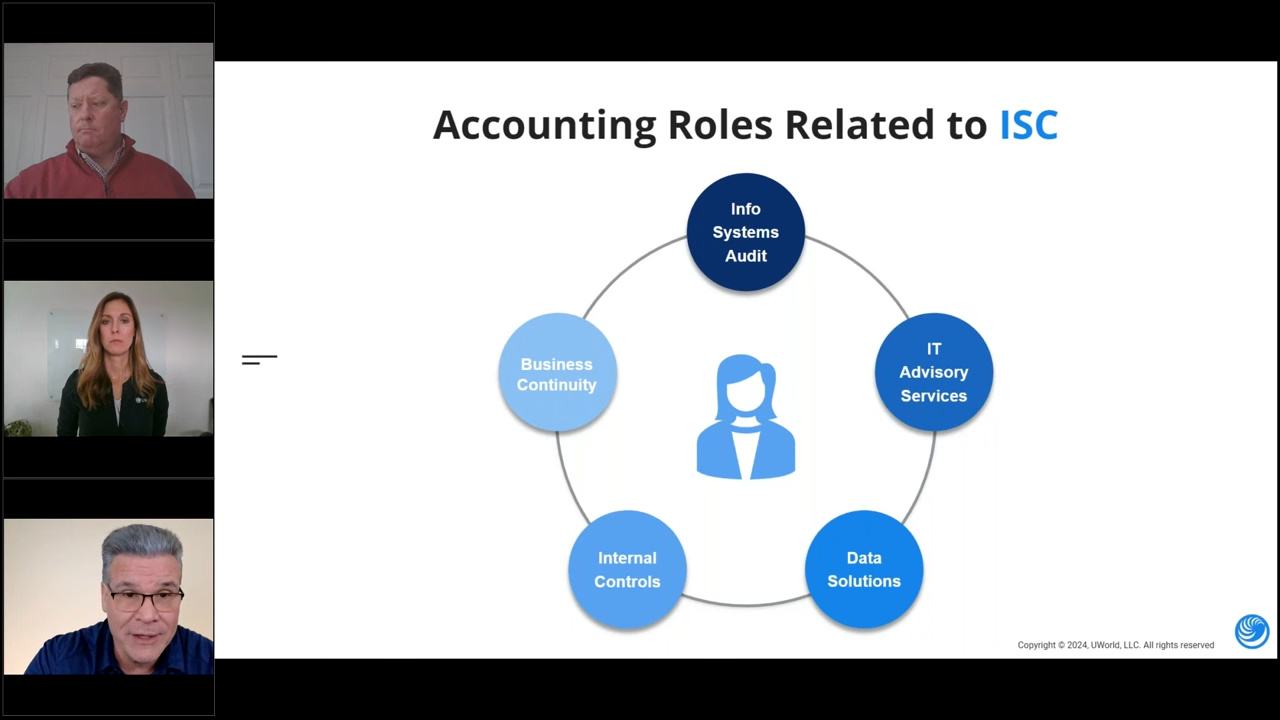 Accounting Roles Related to ISC
Info
Systems
Audit
IT
Advisory
Services
Data
Solutions
Internal
Controls
Business
Continuity
Copyright © 2024, UWorld, LLC. All rights reserved